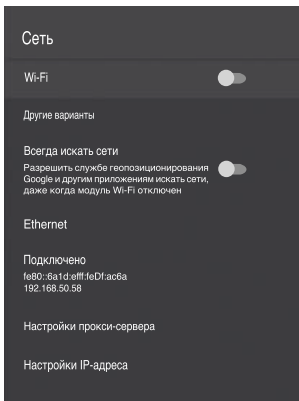 Сеть
Wi-Fi
Другие варианты
Всегда искать сети
Разрешить службе геопозиционирования
Google и другим приложениям искать сети,
даже когда модуль Wi-Fi отключен
Ethernet
Подключено
fe80::6a1d:efff:feDf:ac6a
192.168.50.58
Настройки прокси-сервера
Настройки IP-адреса